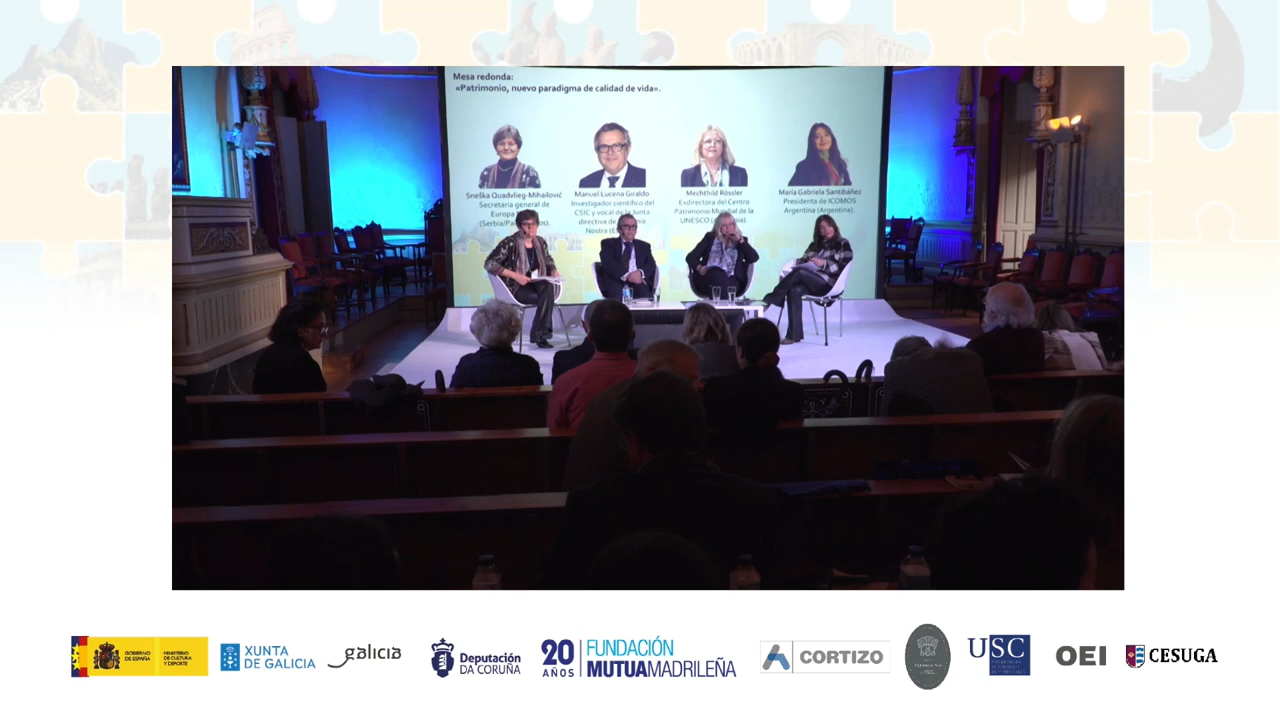 Mesa redonda:
«Patrimonio, nuevo paradigma de calidad de vida».
Sneška Quadvlieg-Mihailović
Secretaria general de
Europa
(Serbia/
Manuel Lucena Giraldo
Investigador científico del
CSIC y vocal de la Junta
directiva de
Nostra
Mechthild Rössler
Exdirectora del Centro
Patrimonio Mundial de la
UNESCO
María Gabriela Santibáñez
Presidenta de ICOMOS
Argentina (Argentina).
GOBIERNO
DE ESPAÑA
MINISTERIO
DE CULTURA
Y DEPORTE
XUNTA
DE GALICIA
galicia
Deputación
DA CORUÑA
20
AÑOS
FUNDACIÓN
MUTUAMADRILEÑA
CORTIZO
USC
OEI
CESUGA